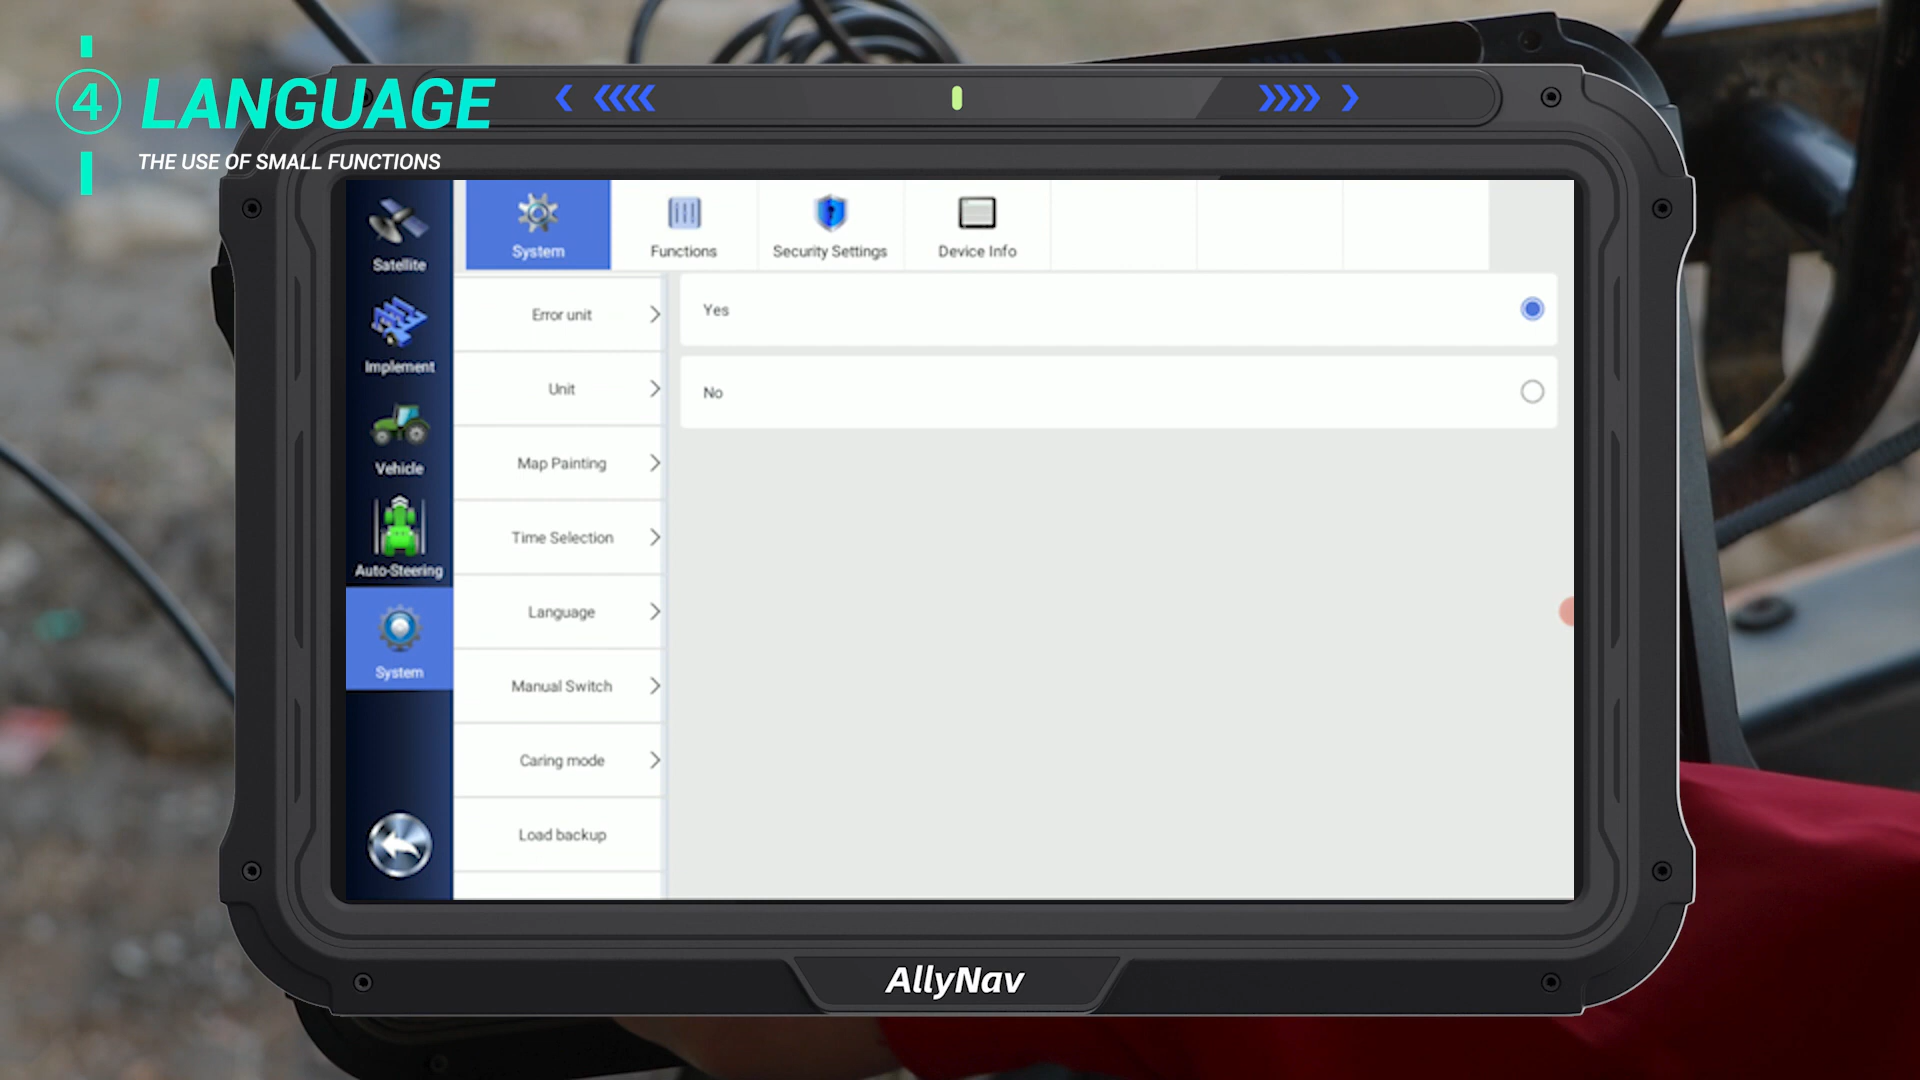 4 LANGUAGE
THE USE OF SMALL FUNCTIONS
Satellite
Implement
Vehicle
Auto-Steering
System
System
Functions
Security Settings
Device Info
Error unit
Unit
Map Painting
Time Selection
Language
Manual Switch
Caring mode
Load backup
Yes
No
AllyNav